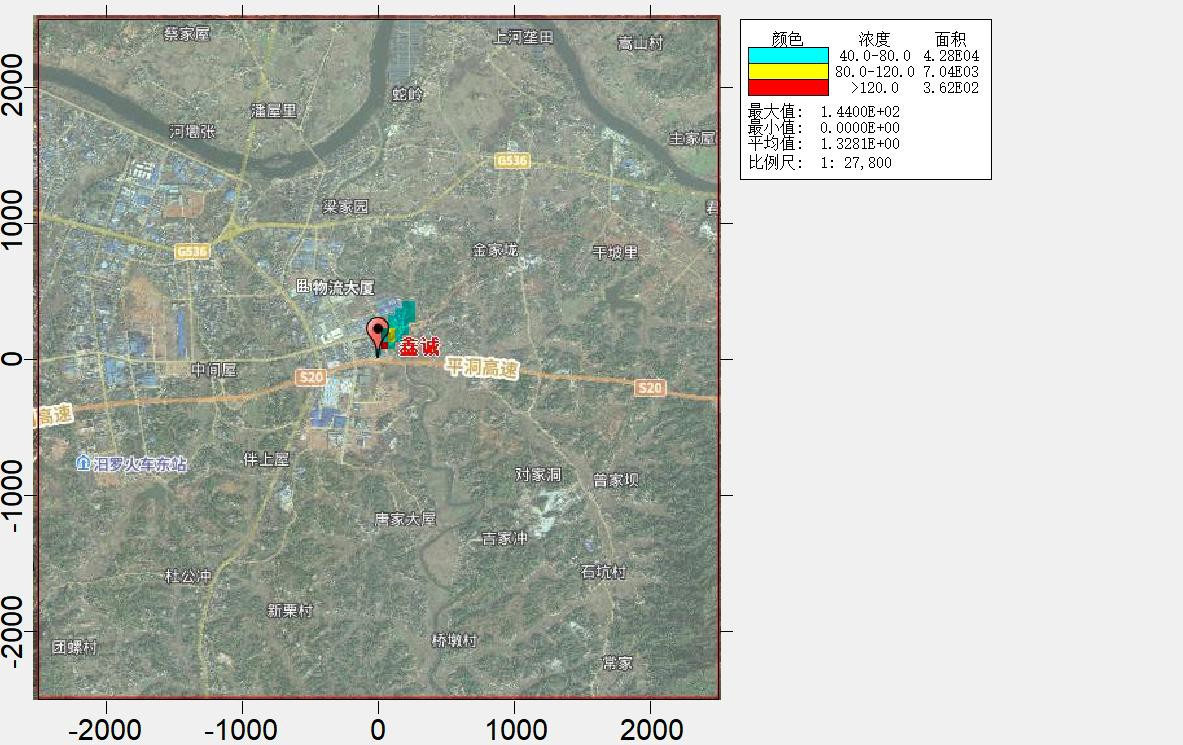 蔡家屋
上河垄田
高山村
2000
蛇岭
潘屋里
河塅张
G536
1000
梁家园
G536
金家垅
干坡里
物流大厦
0
鑫诚
中间屋
S20
平洞高速
S20
高速
汨罗火车东站
伴上屋
对家洞
曾家坝
-1000
唐家大屋
吉家冲
杜公冲
石坑村
新栗村
-2000
团螺村
桥墩村
常家
-2000 -1000 0 1000 2000
颜色 浓度 面积
40.0-80.0 4.28E04
80.0-120.0 7.04E03
>120.0 3.62E02
最大值: 1.4400E+02
最小值: 0.0000E+00
平均值: 1.3281E+00
比例尺: 1: 27,800